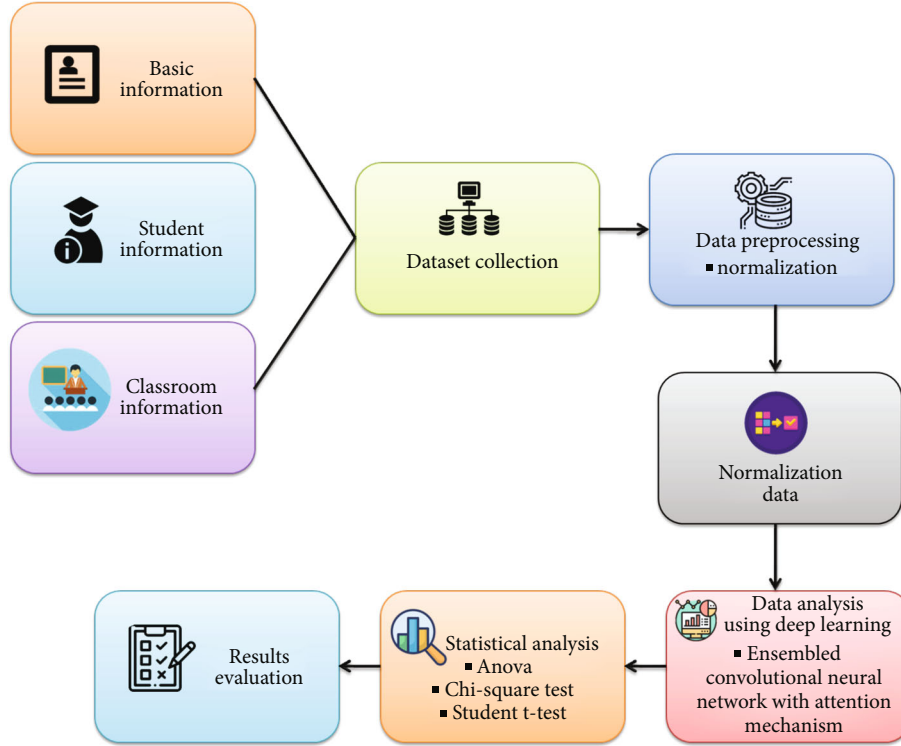 Basic
information
Student
information
Classroom
information
Dataset collection
Data preprocessing
▪ normalization
Normalization
data
Data analysis
using deep learning
▪ Ensembled
convolutional neural
network with attention
mechanism
Statistical analysis
▪ Anova
▪ Chi-square test
▪ Student t-test
Results
evaluation